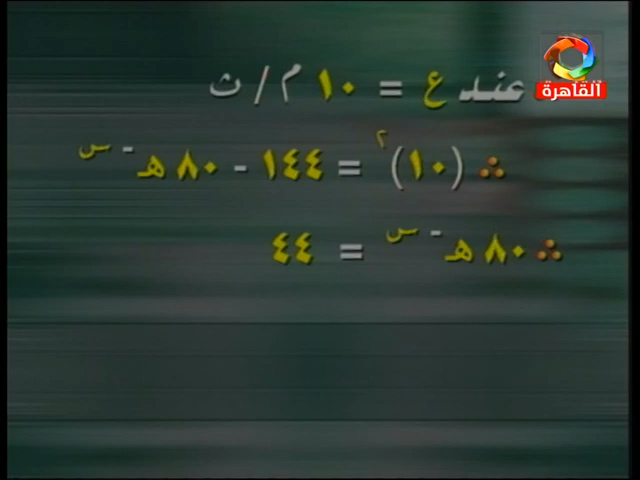 القاهرة
عند ع = ١٠ م / ث
∴ (١٠)٢ = ١٤٤ - ٨٠ هـ- س
∴ ٨٠ هـ- س = ٤٤